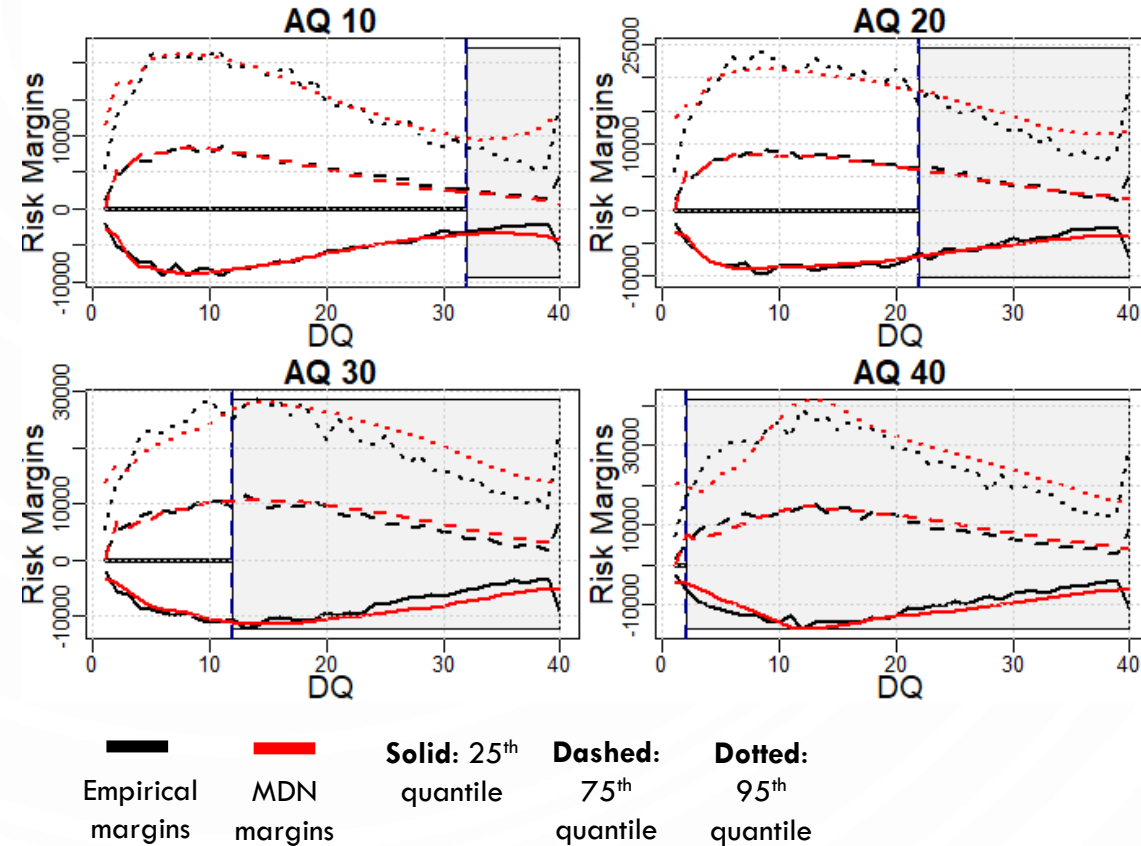 AQ 10
Risk Margins
-10000 0 10000
0 10 20 30 40
DQ
AQ 20
Risk Margins
-10000 0 10000 25000
0 10 20 30 40
DQ
AQ 30
Risk Margins
-10000 0 10000 30000
0 10 20 30 40
DQ
AQ 40
Risk Margins
-10000 10000 30000
0 10 20 30 40
DQ
Empirical
margins
MDN
margins
Solid: 25th
quantile
Dashed:
75th
quantile
Dotted:
95th
quantile